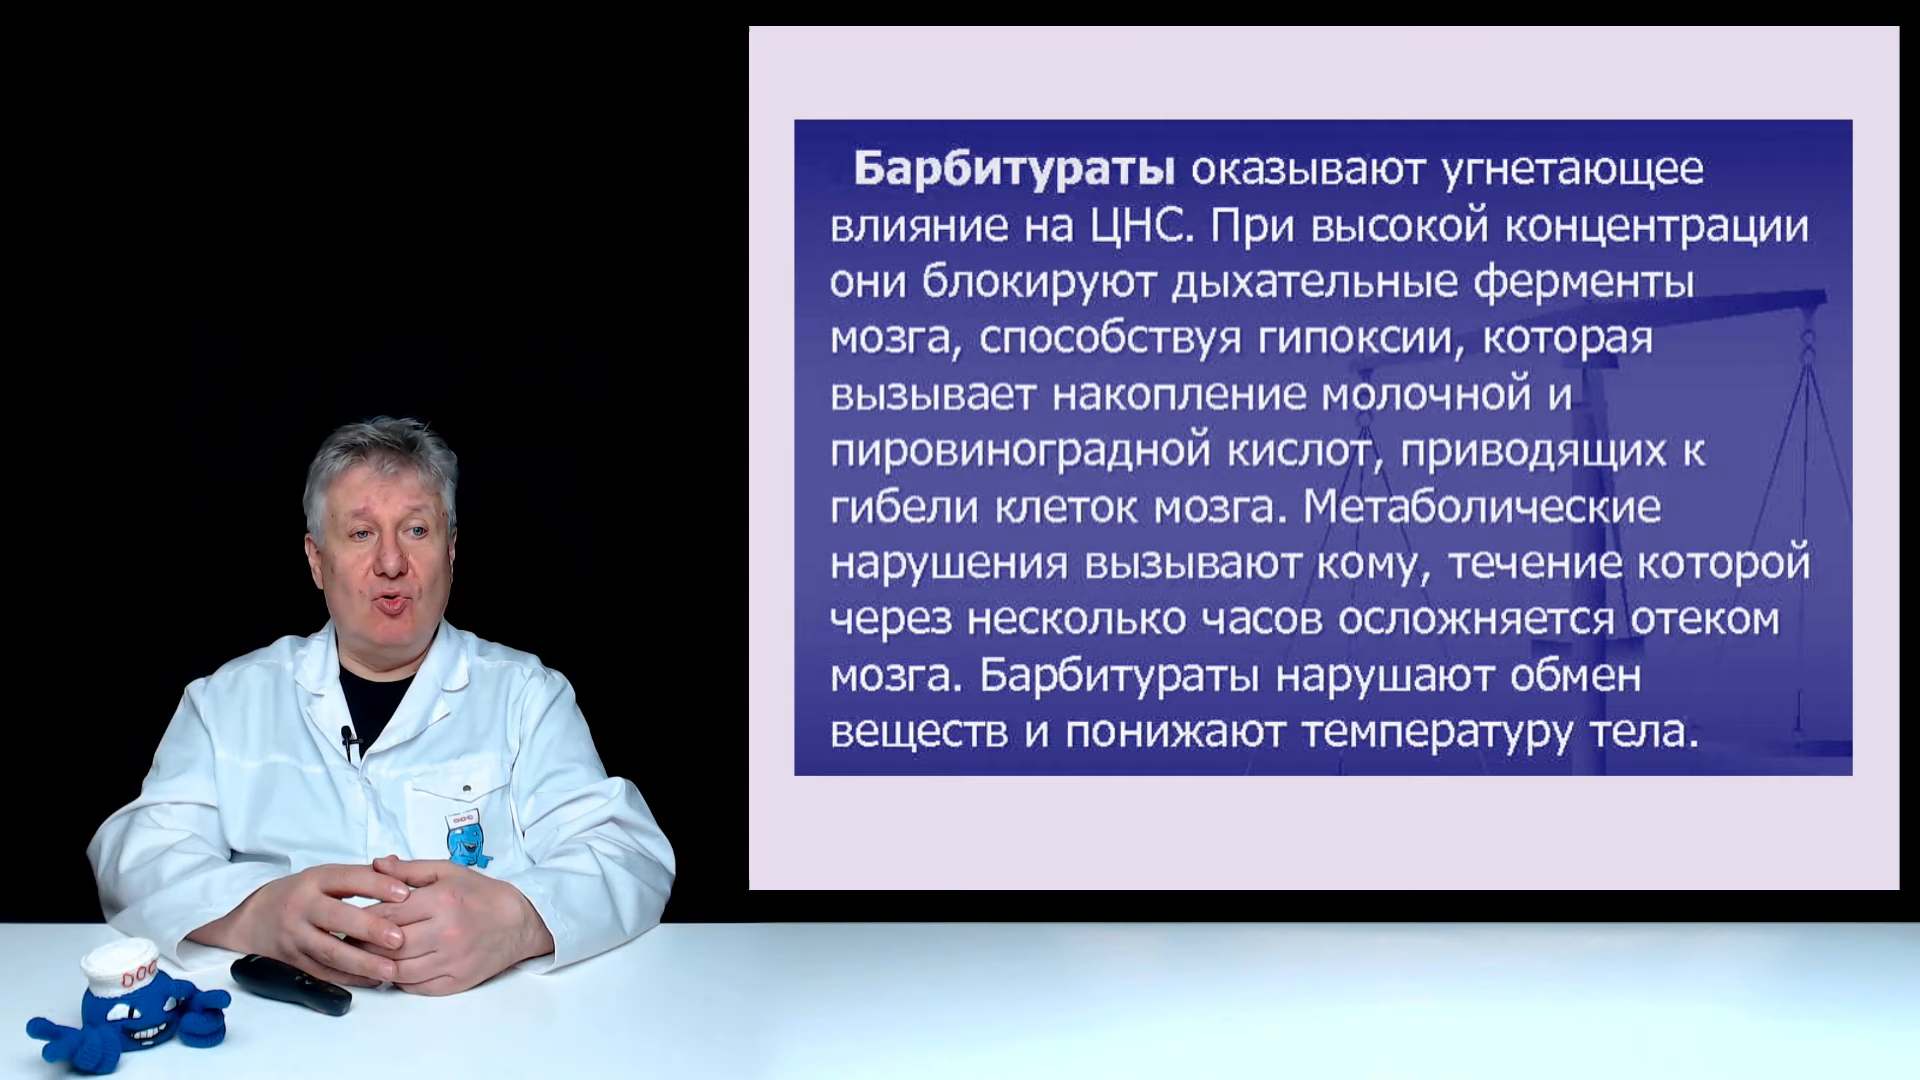 Барбитураты оказывают угнетающее
влияние на ЦНС. При высокой концентрации
они блокируют дыхательные ферменты
мозга, способствуя гипоксии, которая
вызывает накопление молочной и
пировиноградной кислот, приводящих к
гибели клеток мозга. Метаболические
нарушения вызывают кому, течение которой
через несколько часов осложняется отеком
мозга. Барбитураты нарушают обмен
веществ и понижают температуру тела.